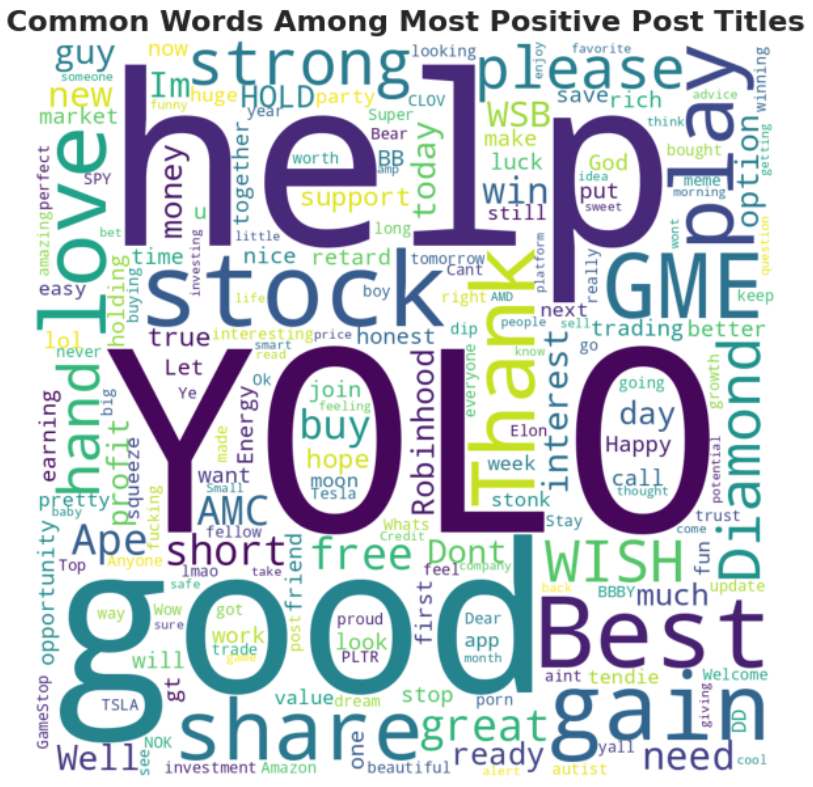 Common Words Among Most Positive Post Titles
guy
now
strong
looking
please
enjoy
favorite
play
winning
someone
Im
new
funny
huge
HOLD
party
CLOV
WSB
save
rich
advice
market
love
help
year
Super
Bear
make
think
bought
getting
option
amazing
perfect
SPY
money
together
worth
BB
amp
today
luck
God
idea
meme
morning
support
win
put
sweet
u
still
bet
little
long
wont
question
time
investing
nice
retard
tomorrow
Cant
platform
really
GME
easy
holding
buying
stock
life
boy
right
AMD
next
keep
lol
true
interesting
price
honest
dip
people
sell
trading
better
never
smart
read
Thank
know
go
hand
Let
Ye
YOLO
Ok
join
feeling
everyone
going
growth
Diamond
earning
big
Energy
buy
Robinhood
Elon
interest
day
Happy
profit
squeeze
made
want
hope
moon
Tesla
week
call
thought
potential
pretty
baby
Small
AMC
stonk
Stay
trust
fucking
fellow
Whats
Credit
come
Ape
short
free
Dont
WISH
fun
opportunity
Top
Anyone
lmao
take
friend
feel
company
back
BBBY
much
update
safe
good
first
Best
way
Wow
got
post
proud
Dear
sure
work
look
app
trade
game
PLTR
month
will
gt
aint
tendie
Welcome
GameStop
TSLA
value
dream
stop
porn
gain
giving
DD
share
great
Well
see
NOK
one
ready
yall
need
cool
investment
Amazon
beautiful
alert
autist